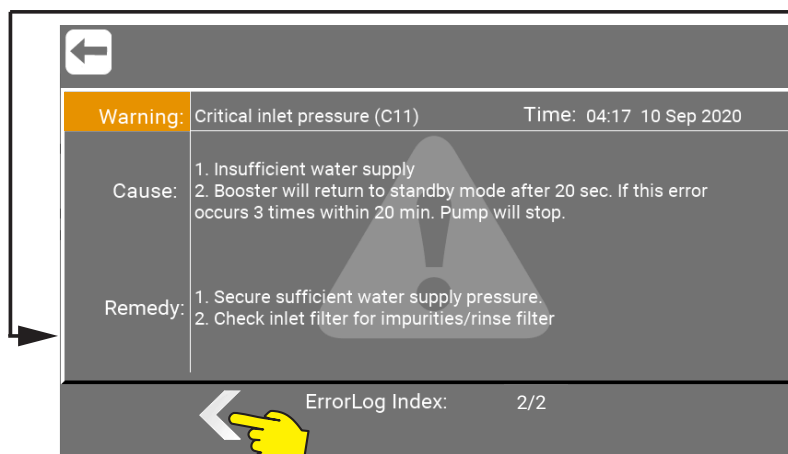 Warning: Critical inlet pressure (C11) Time: 04:17 10 Sep 2020
1. Insufficient water supply
Cause: 2. Booster will return to standby mode after 20 sec. If this error
occurs 3 times within 20 min. Pump will stop.
Remedy: 1. Secure sufficient water supply pressure.
2. Check inlet filter for impurities/rinse filter
ErrorLog Index: 2/2